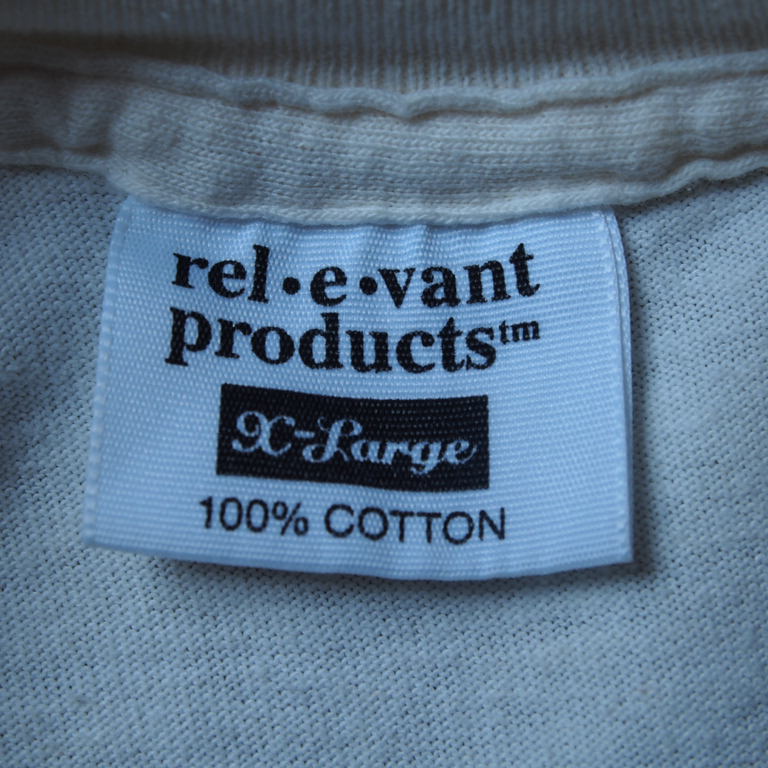 rel•e•vant
products™
X-Large
100% COTTON